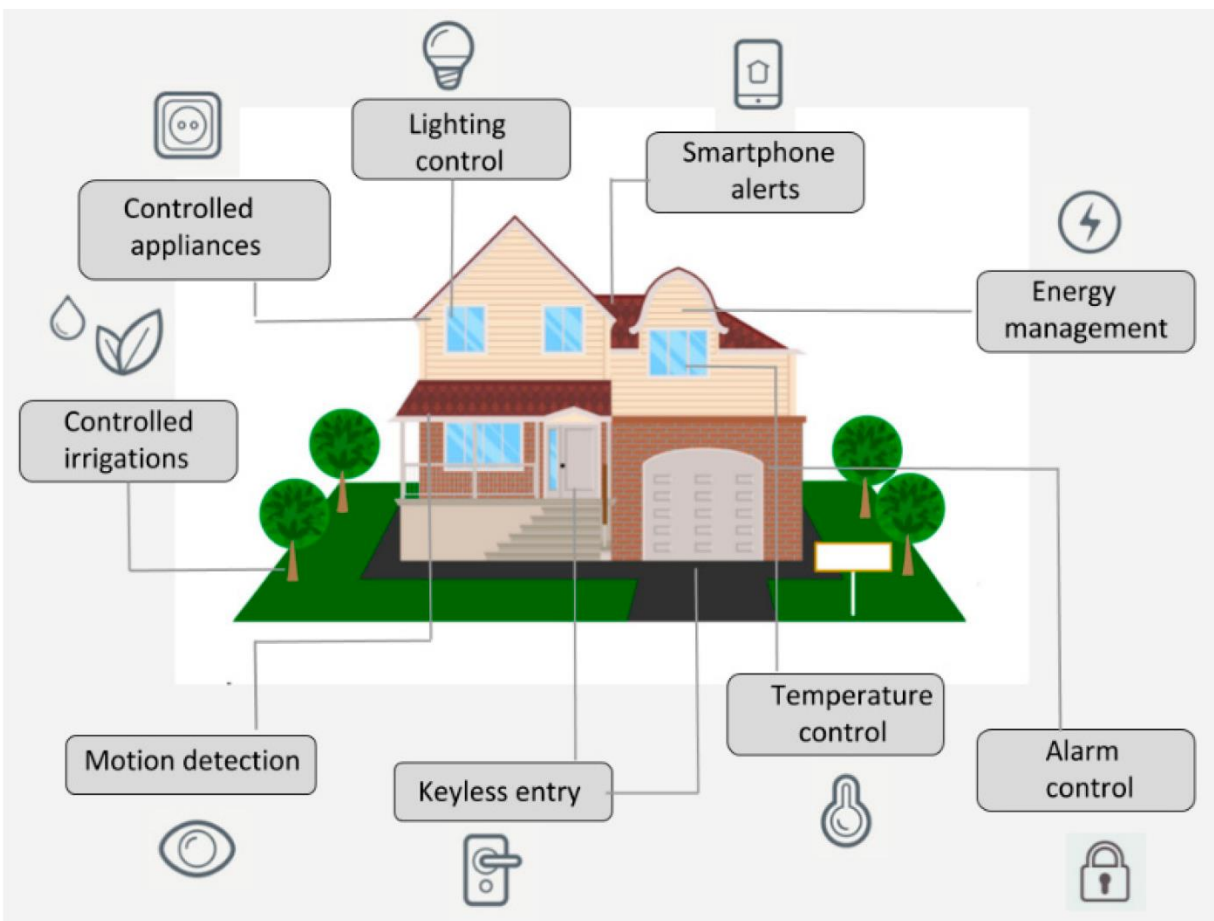 Lighting
control
Smartphone
alerts
Controlled
appliances
Energy
management
Controlled
irrigations
Temperature
control
Motion detection
Keyless entry
Alarm
control